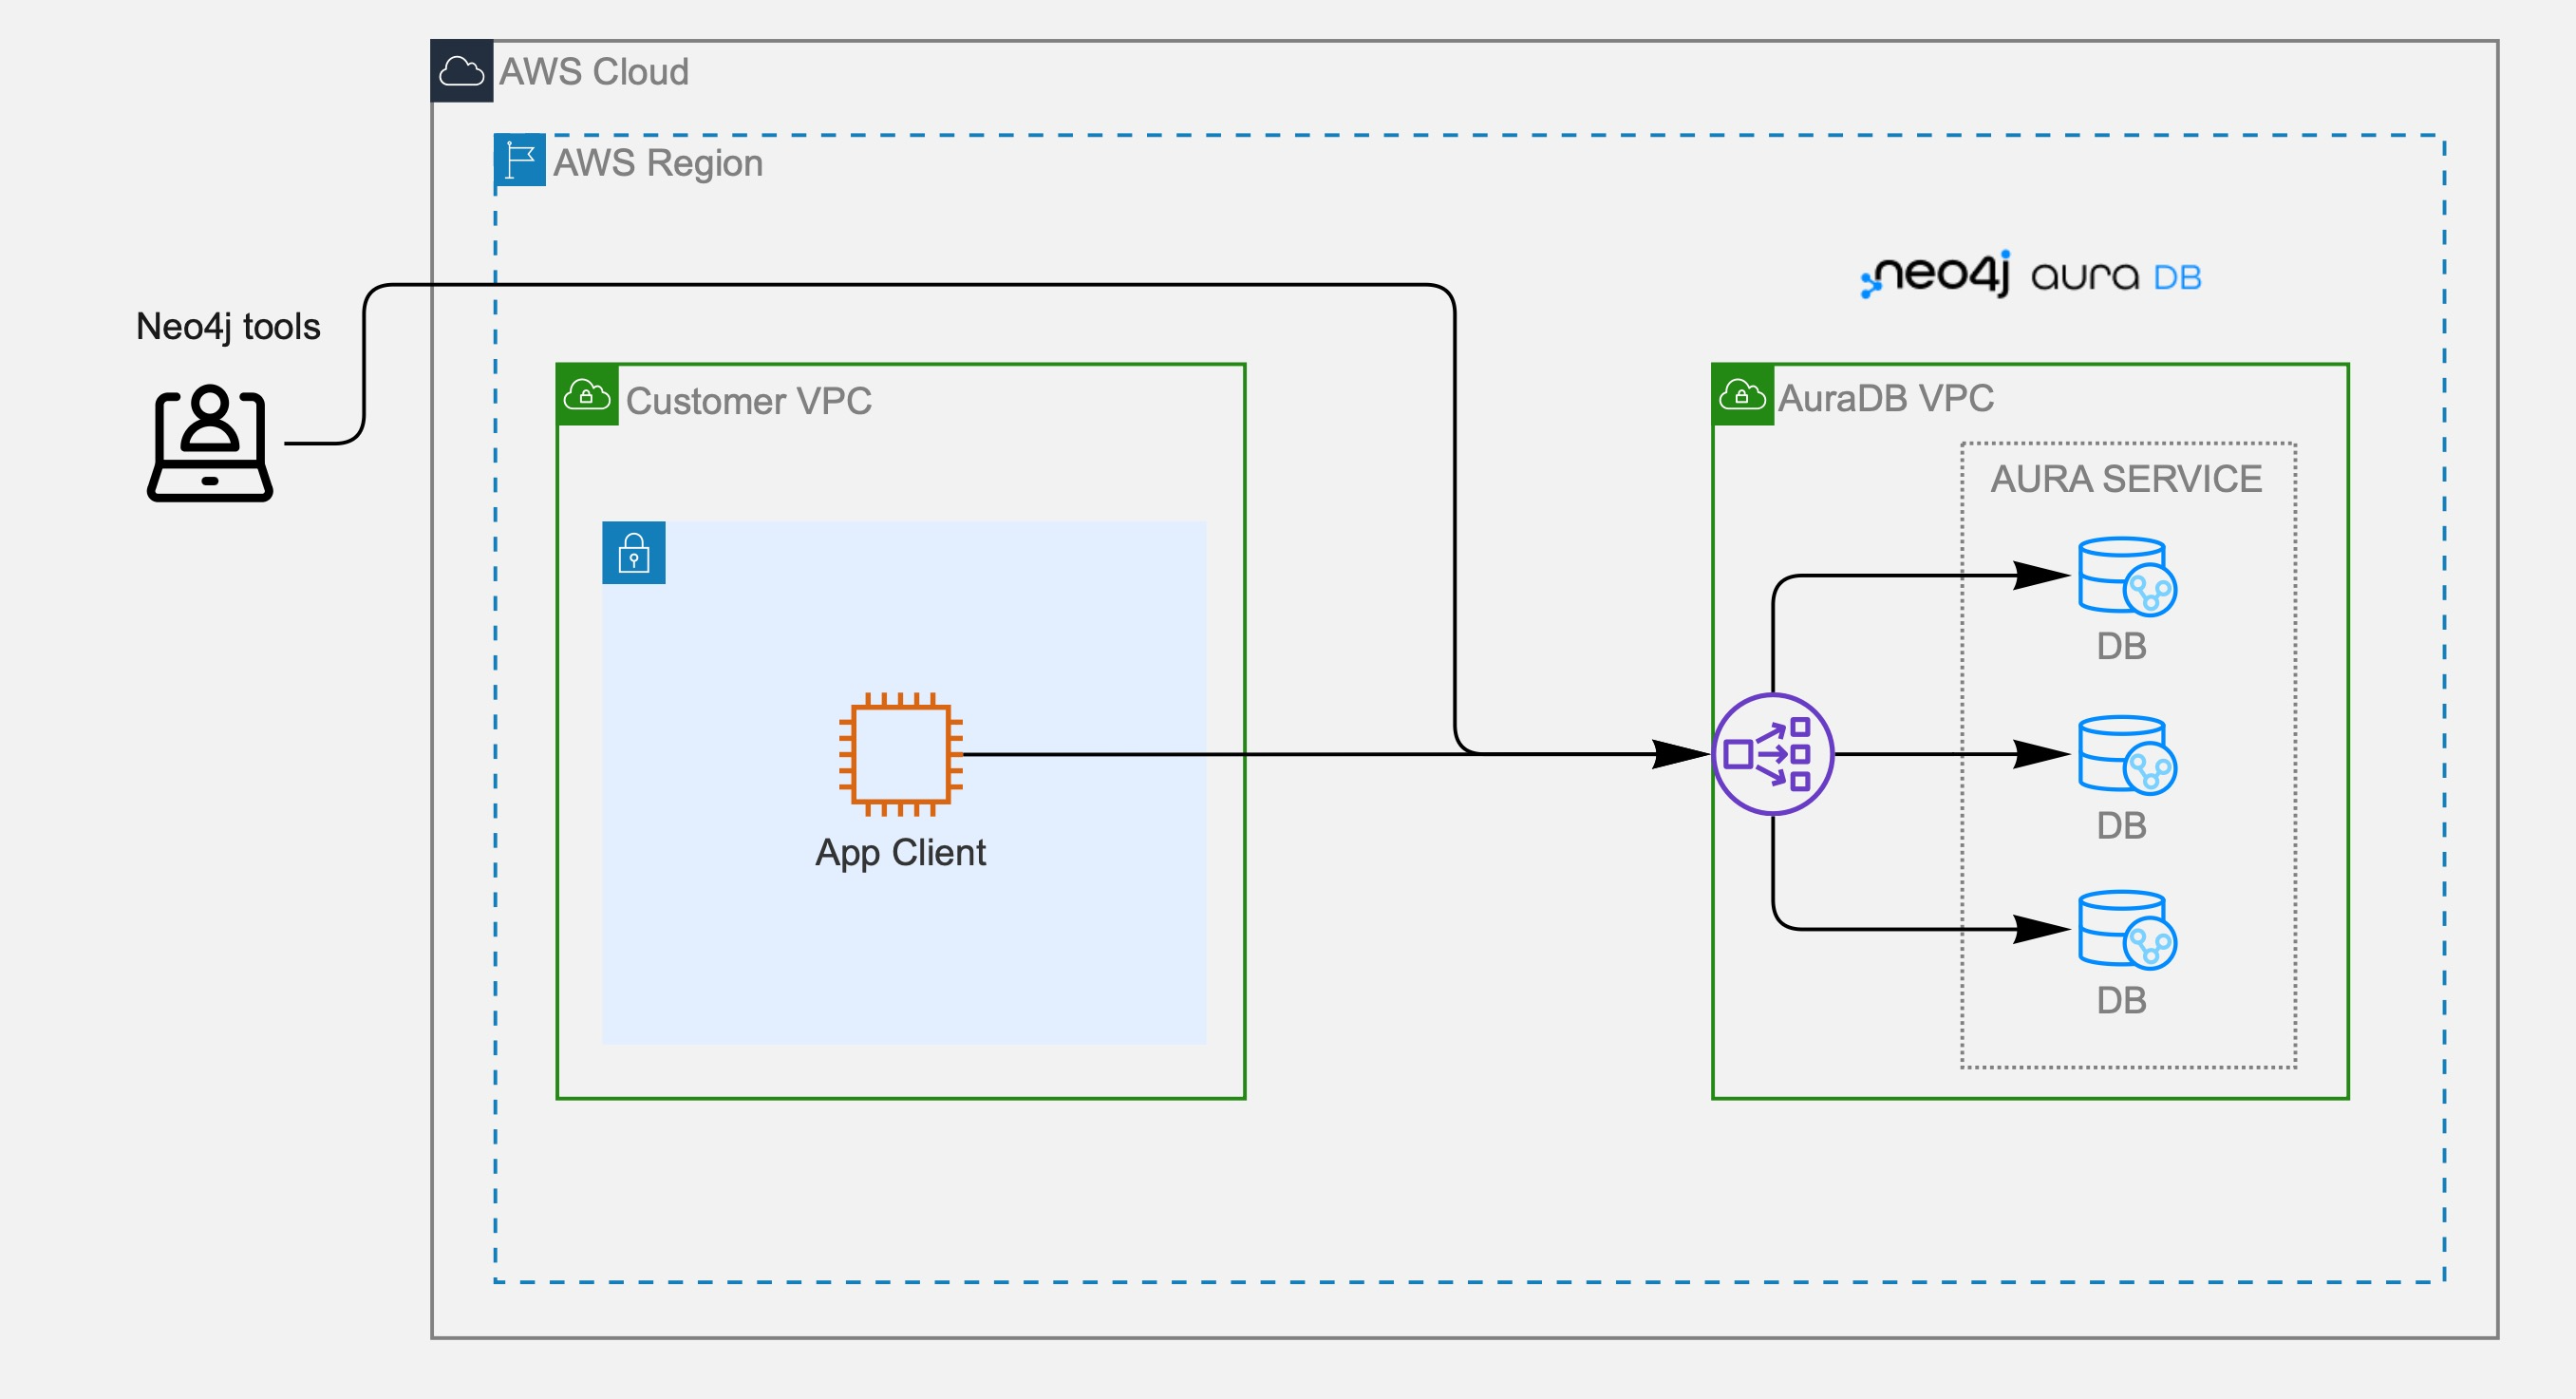 AWS Cloud
AWS Region
neo4j aura DB
Neo4j tools
Customer VPC
AuraDB VPC
AURA SERVICE
DB
DB
App Client
DB